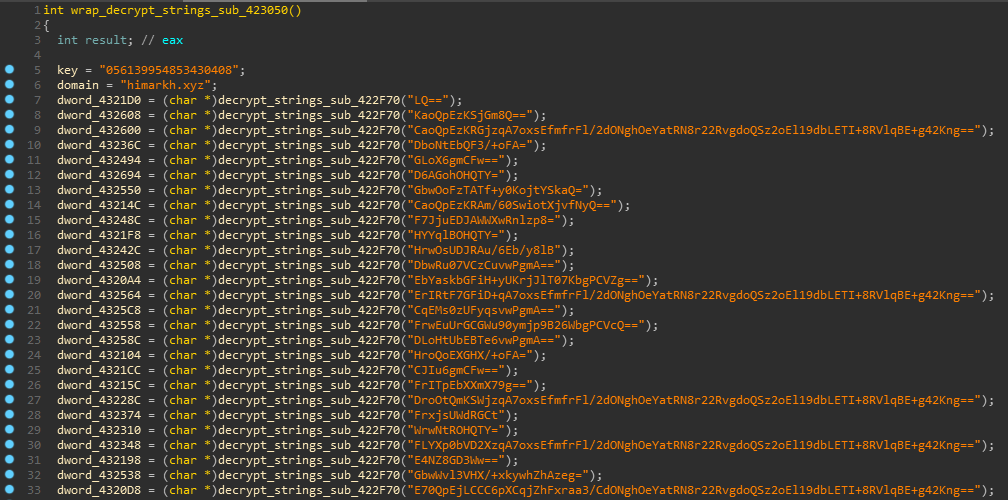 1 int wrap_decrypt_strings_sub_423050()
2 {
3 int result; // eax
4
5 key = "056139954853430408";
6 domain = "himarkh.xyz";
7 dword_4321D0 = (char *)decrypt_strings_sub_422F70("LQ==");
8 dword_432608 = (char *)decrypt_strings_sub_422F70("KaoQpEzKSjGm8Q==");
9 dword_432600 = (char *)decrypt_strings_sub_422F70("CaoQpEzKRGjzqA7oxsEfmfrFl/2dONghOeYatRN8r22RvgdoQSz2oEl19dbLETI+8RVlqBE+g42Kng==");
10 dword_43236C = (char *)decrypt_strings_sub_422F70("DboNtEbQF3/+oFA=");
11 dword_432494 = (char *)decrypt_strings_sub_422F70("GLoX6gmCFw==");
12 dword_432694 = (char *)decrypt_strings_sub_422F70("D6AGohOHQTY=");
13 dword_432550 = (char *)decrypt_strings_sub_422F70("GbwOoFzTATf+y0KojtYSkaQ=");
14 dword_43214C = (char *)decrypt_strings_sub_422F70("CaoQpEzKRAm/60SwiotXjvfNyQ==");
15 dword_43248C = (char *)decrypt_strings_sub_422F70("F7JjuEDJAWWXwRnlzp8=");
16 dword_4321F8 = (char *)decrypt_strings_sub_422F70("HYYqlBOHQTY=");
17 dword_43242C = (char *)decrypt_strings_sub_422F70("HrwOsUDJRAu/6Eb/y8lB");
18 dword_432508 = (char *)decrypt_strings_sub_422F70("DbwRu07VCzCuvwPgmA==");
19 dword_4320A4 = (char *)decrypt_strings_sub_422F70("EbYaskbGFiH+yUKrjJlT07KbgPCVZg==");
20 dword_432564 = (char *)decrypt_strings_sub_422F70("ErIRtF7GFiD+qA7oxsEfmfrFl/2dONghOeYatRN8r22RvgdoQSz2oEl19dbLETI+8RVlqBE+g42Kng==");
21 dword_4325C8 = (char *)decrypt_strings_sub_422F70("CqEMs0zUFyqsvwPgmA==");
22 dword_432558 = (char *)decrypt_strings_sub_422F70("FrwEuUrGCGWu90ymjp9B26WbgPCVcQ==");
23 dword_43258C = (char *)decrypt_strings_sub_422F70("DLoHtUbEBTe6vwPgmA==");
24 dword_432104 = (char *)decrypt_strings_sub_422F70("HroQoEXGHX/+oFA=");
25 dword_4321CC = (char *)decrypt_strings_sub_422F70("CJIu6gmCFw==");
26 dword_43215C = (char *)decrypt_strings_sub_422F70("FrITpEbXXmX79g==");
27 dword_43228C = (char *)decrypt_strings_sub_422F70("DroOtQmKSWjzqA7oxsEfmfrFl/2dONghOeYatRN8r22RvgdoQSz2oEl19dbLETI+8RVlqBE+g42Kng==");
28 dword_432374 = (char *)decrypt_strings_sub_422F70("FrxjsUWdRGCt");
29 dword_432310 = (char *)decrypt_strings_sub_422F70("WrwNtROHQTY=");
30 dword_432348 = (char *)decrypt_strings_sub_422F70("FLYXp0bVD2XzqA7oxsEfmfrFl/2dONghOeYatRN8r22RvgdoQSz2oEl19dbLETI+8RVlqBE+g42Kng==");
31 dword_432198 = (char *)decrypt_strings_sub_422F70("E4NZ8GD3Ww==");
32 dword_432538 = (char *)decrypt_strings_sub_422F70("GbwWvl3VHX/+xkywhZhAzeg=");
33 dword_4320D8 = (char *)decrypt_strings_sub_422F70("E70QpEjLCCC6pXCqjZhFxraa3/CdONghOeYatRN8r22RvgdoQSz2oEl19dbLETI+8RVlqBE+g42Kng==");